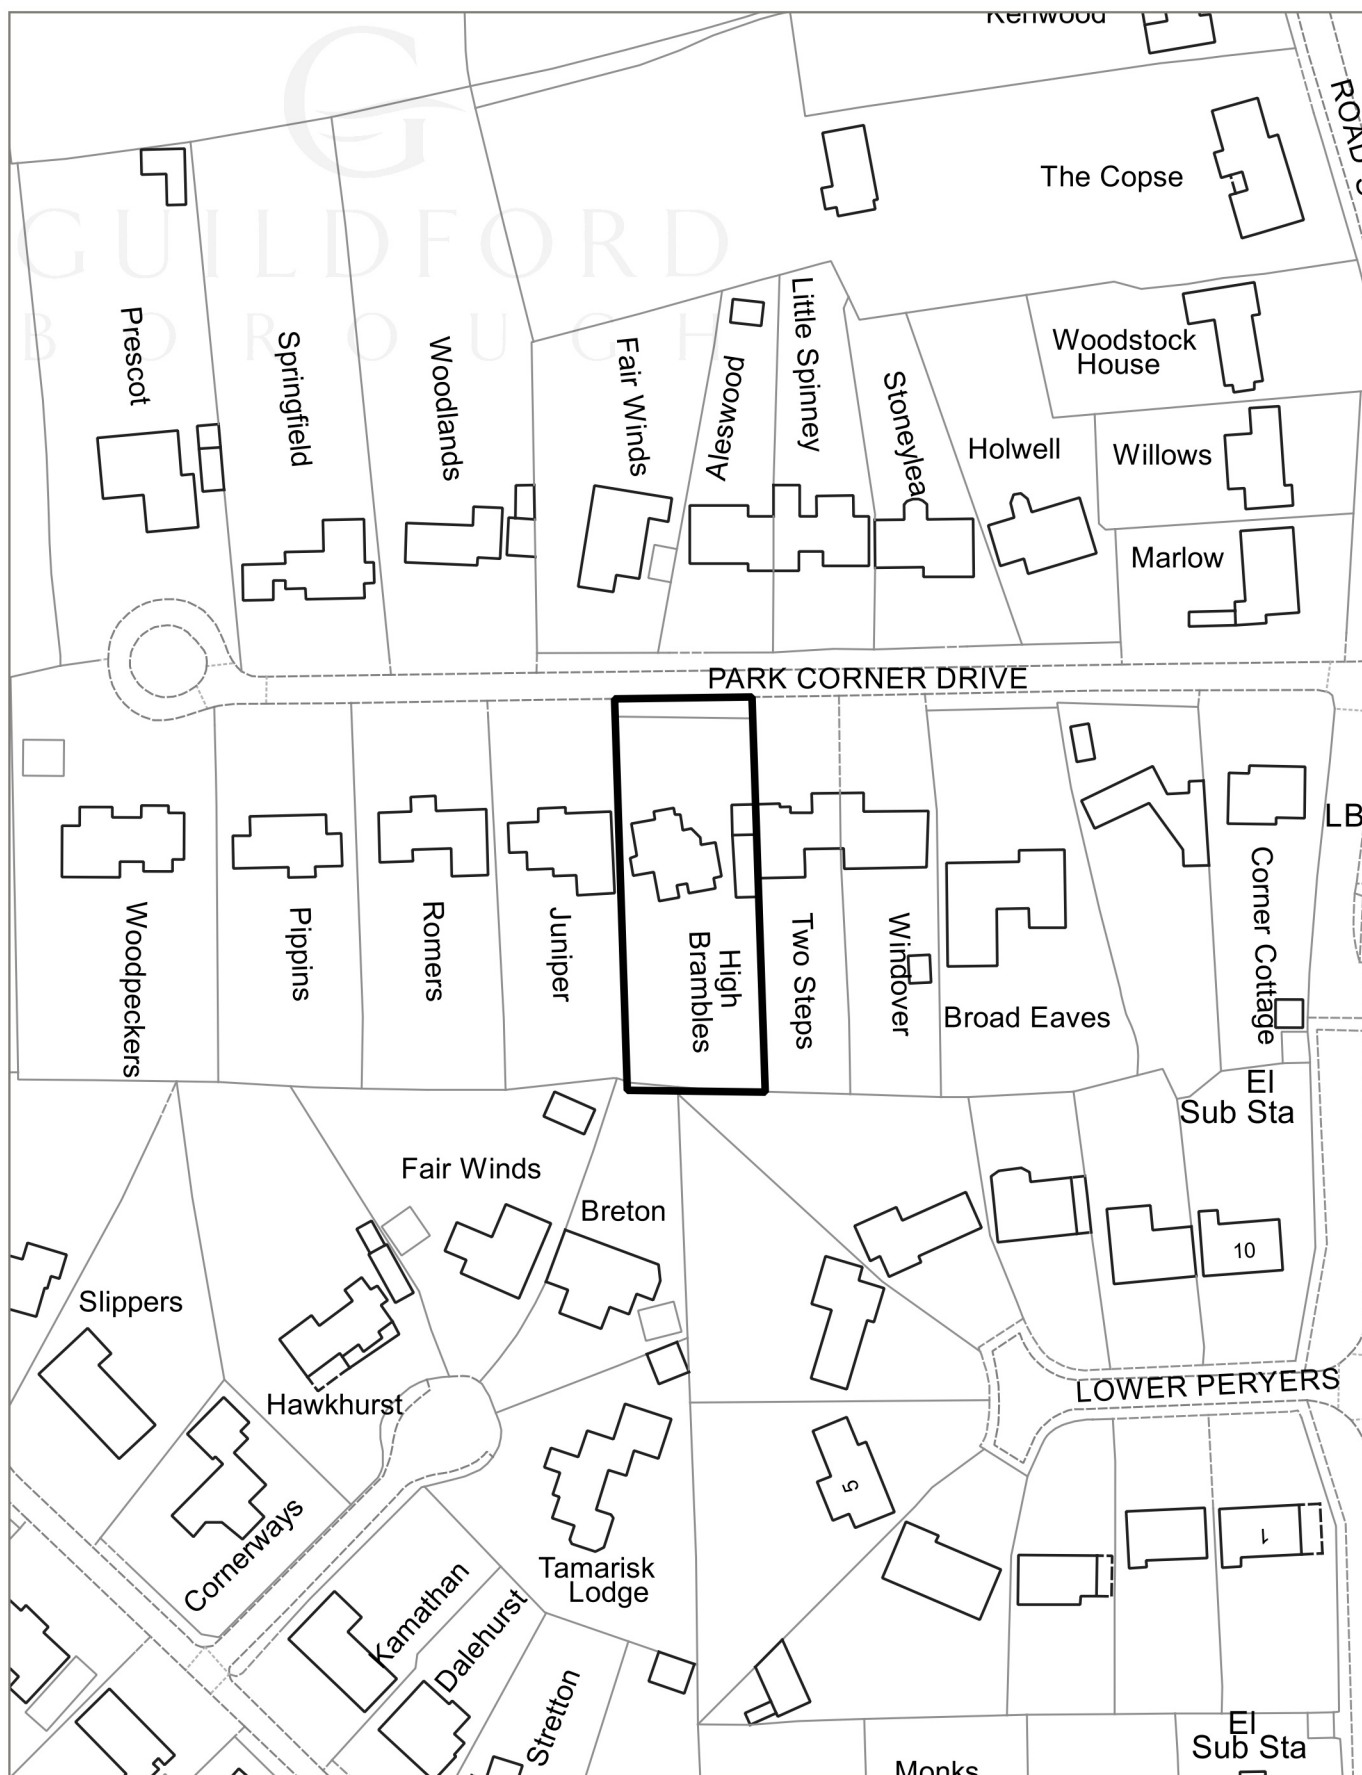 Kenwood
ROAD
The Copse
G
GUILDFORD
BOROUGH
Prescot
Springfield
Woodlands
Fair Winds
Aleswood
Little Spinney
Stoneylea
Holwell
Woodstock
House
Willows
Marlow
PARK CORNER DRIVE
LB
Woodpeckers
Pippins
Romers
Juniper
High
Brambles
Two Steps
Windover
Broad Eaves
Corner Cottage
El
Sub Sta
Fair Winds
Breton
10
Slippers
Hawkhurst
LOWER PERYERS
Cornerways
5
1
Tamarisk
Lodge
Kamathan
Dalehurst
Stretton
El
Sub Sta
Monks